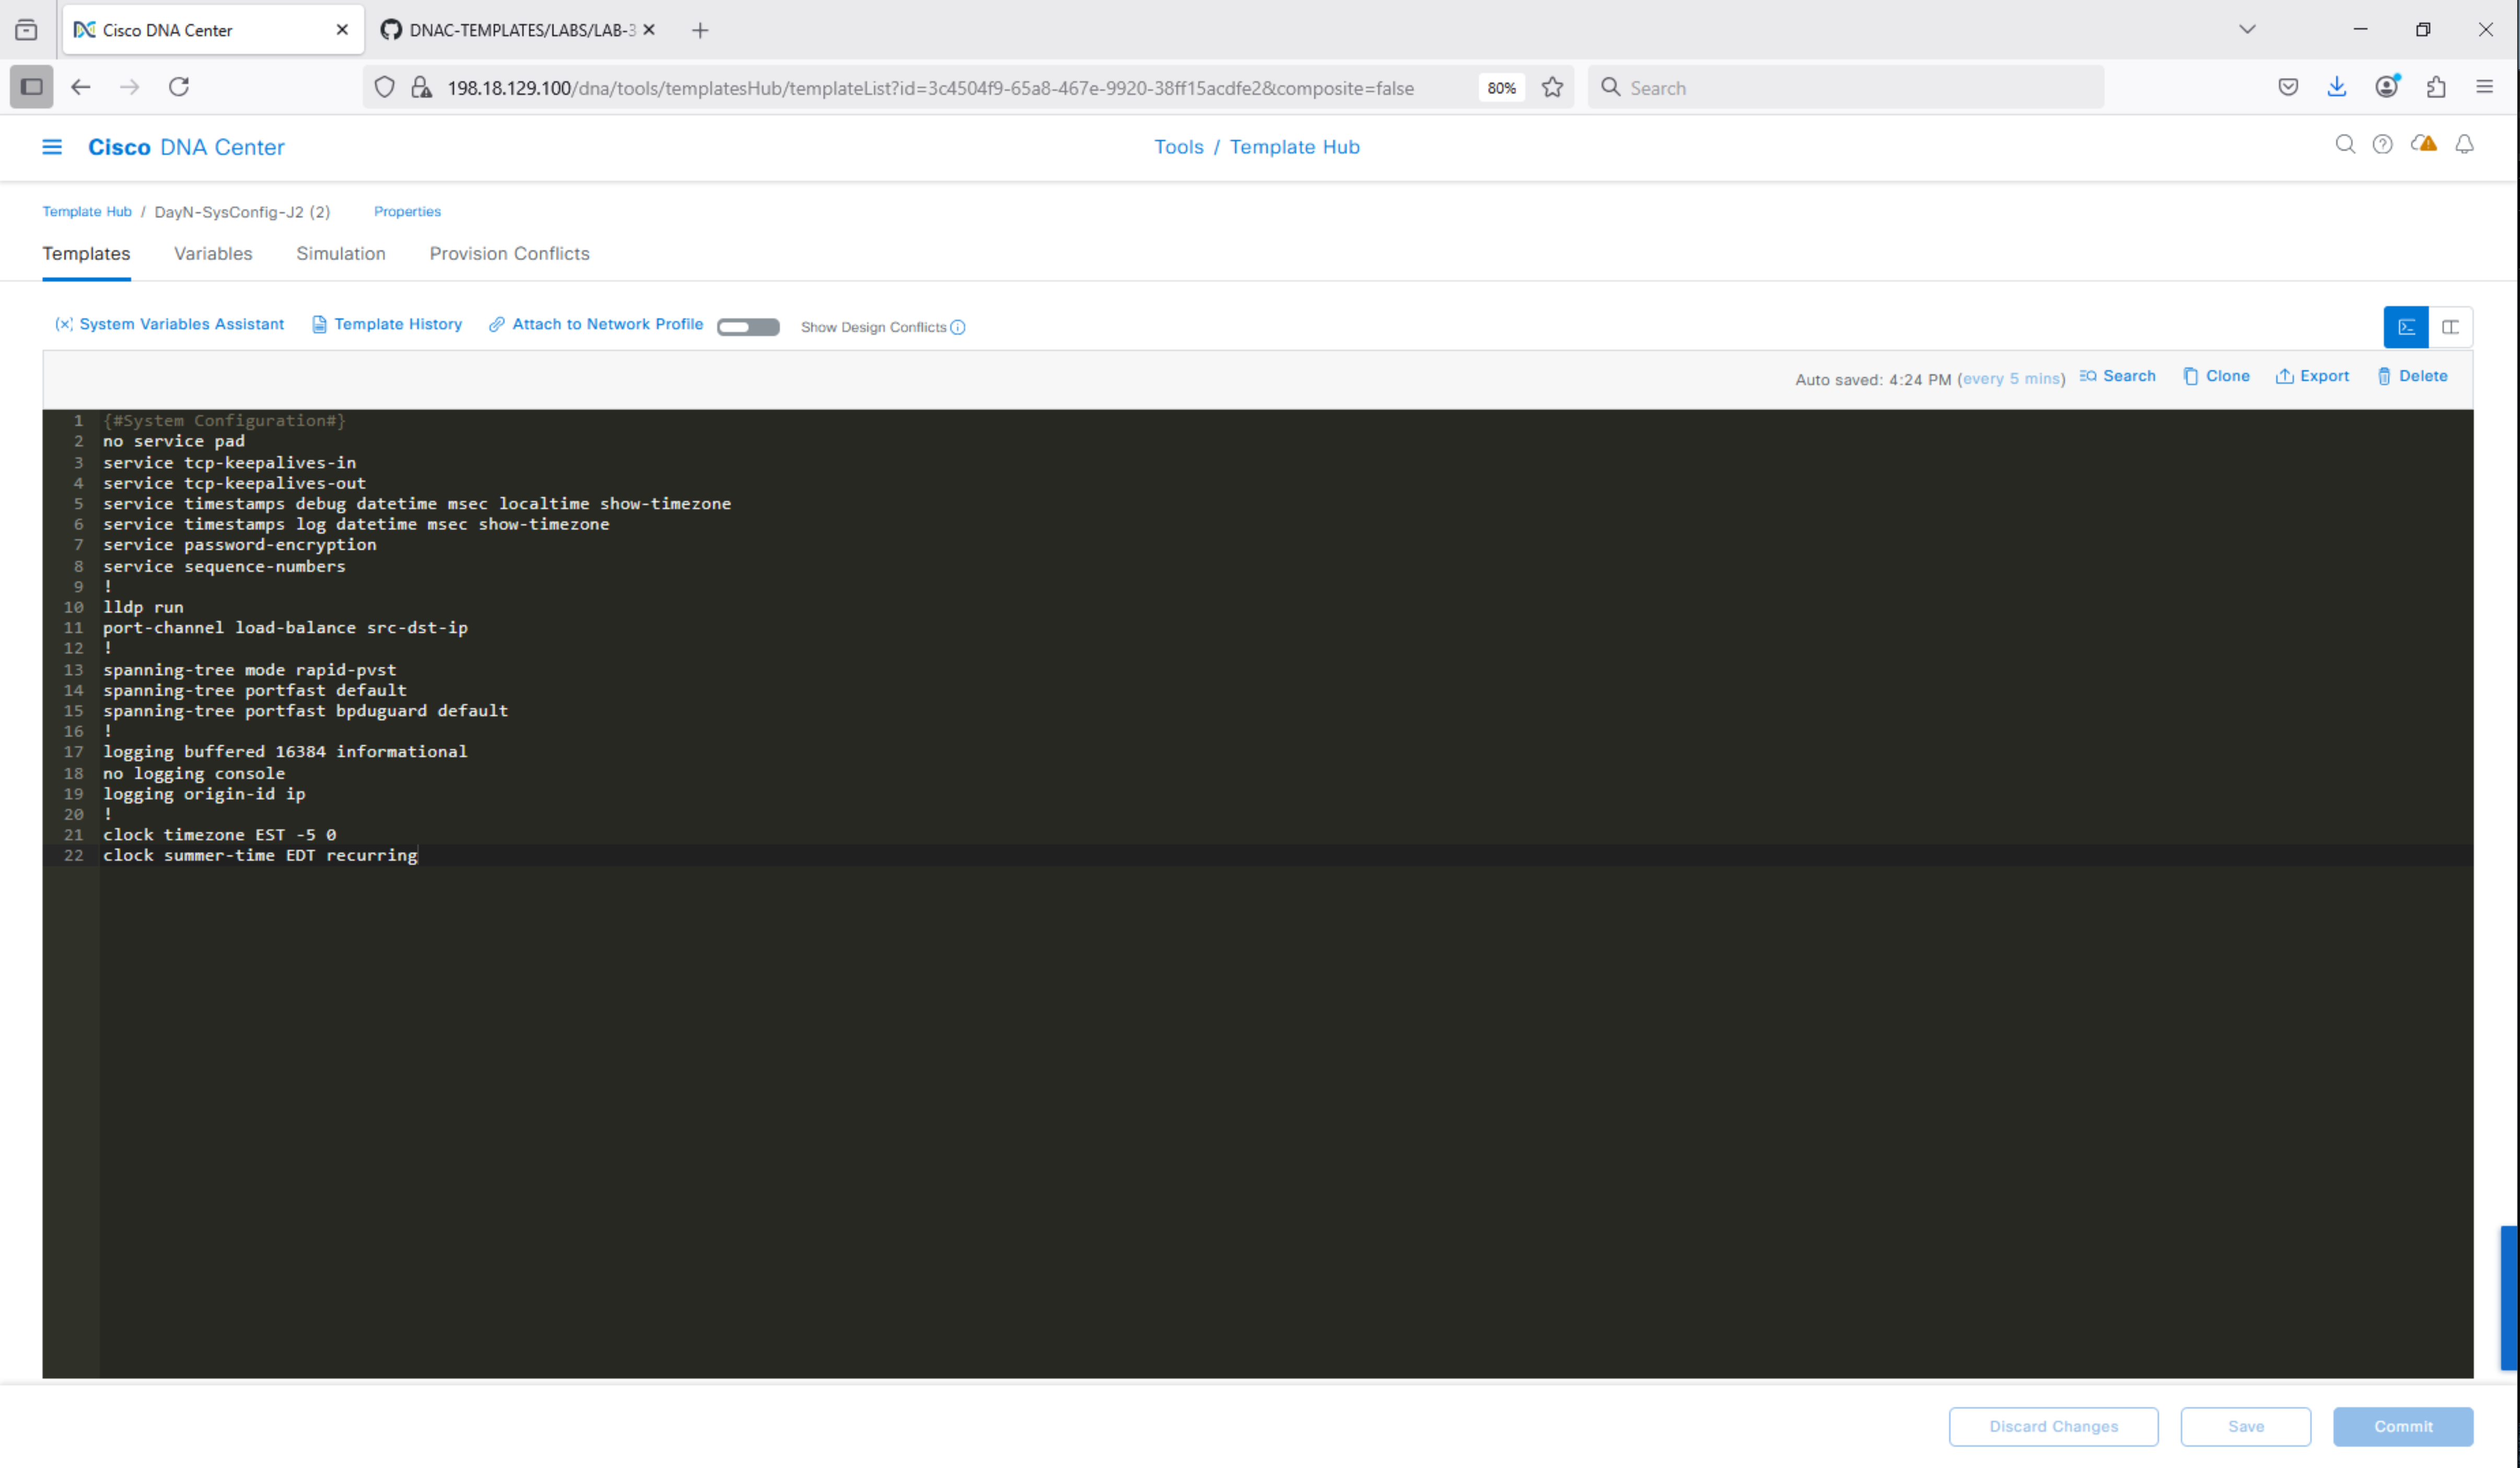 Cisco DNA Center
DNAC-TEMPLATES/LABS/LAB-3
198.18.129.100/dna/tools/templatesHub/templateList?id=3c4504f9-65a8-467e-9920-38ff15acdfe2&composite=false
80%
Search
Cisco DNA Center
Tools / Template Hub
Template Hub / DayN-SysConfig-J2 (2) Properties
Templates Variables Simulation Provision Conflicts
(×) System Variables Assistant Template History Attach to Network Profile Show Design Conflicts
Auto saved: 4:24 PM (every 5 mins) Search Clone Export Delete
1 {#System Configuration#}
2 no service pad
3 service tcp-keepalives-in
4 service tcp-keepalives-out
5 service timestamps debug datetime msec localtime show-timezone
6 service timestamps log datetime msec show-timezone
7 service password-encryption
8 service sequence-numbers
9 !
10 lldp run
11 port-channel load-balance src-dst-ip
12 !
13 spanning-tree mode rapid-pvst
14 spanning-tree portfast default
15 spanning-tree portfast bpduguard default
16 !
17 logging buffered 16384 informational
18 no logging console
19 logging origin-id ip
20 !
21 clock timezone EST -5 0
22 clock summer-time EDT recurring
Discard Changes Save Commit